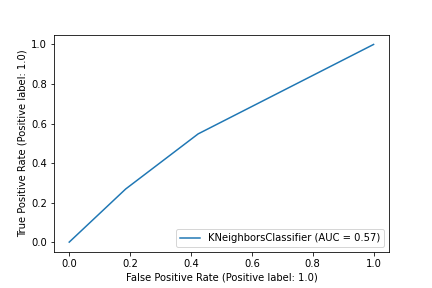 True Positive Rate (Positive label: 1.0)
1.0
0.8
0.6
0.4
0.2
0.0
KNeighborsClassifier (AUC = 0.57)
0.0 0.2 0.4 0.6 0.8 1.0
False Positive Rate (Positive label: 1.0)